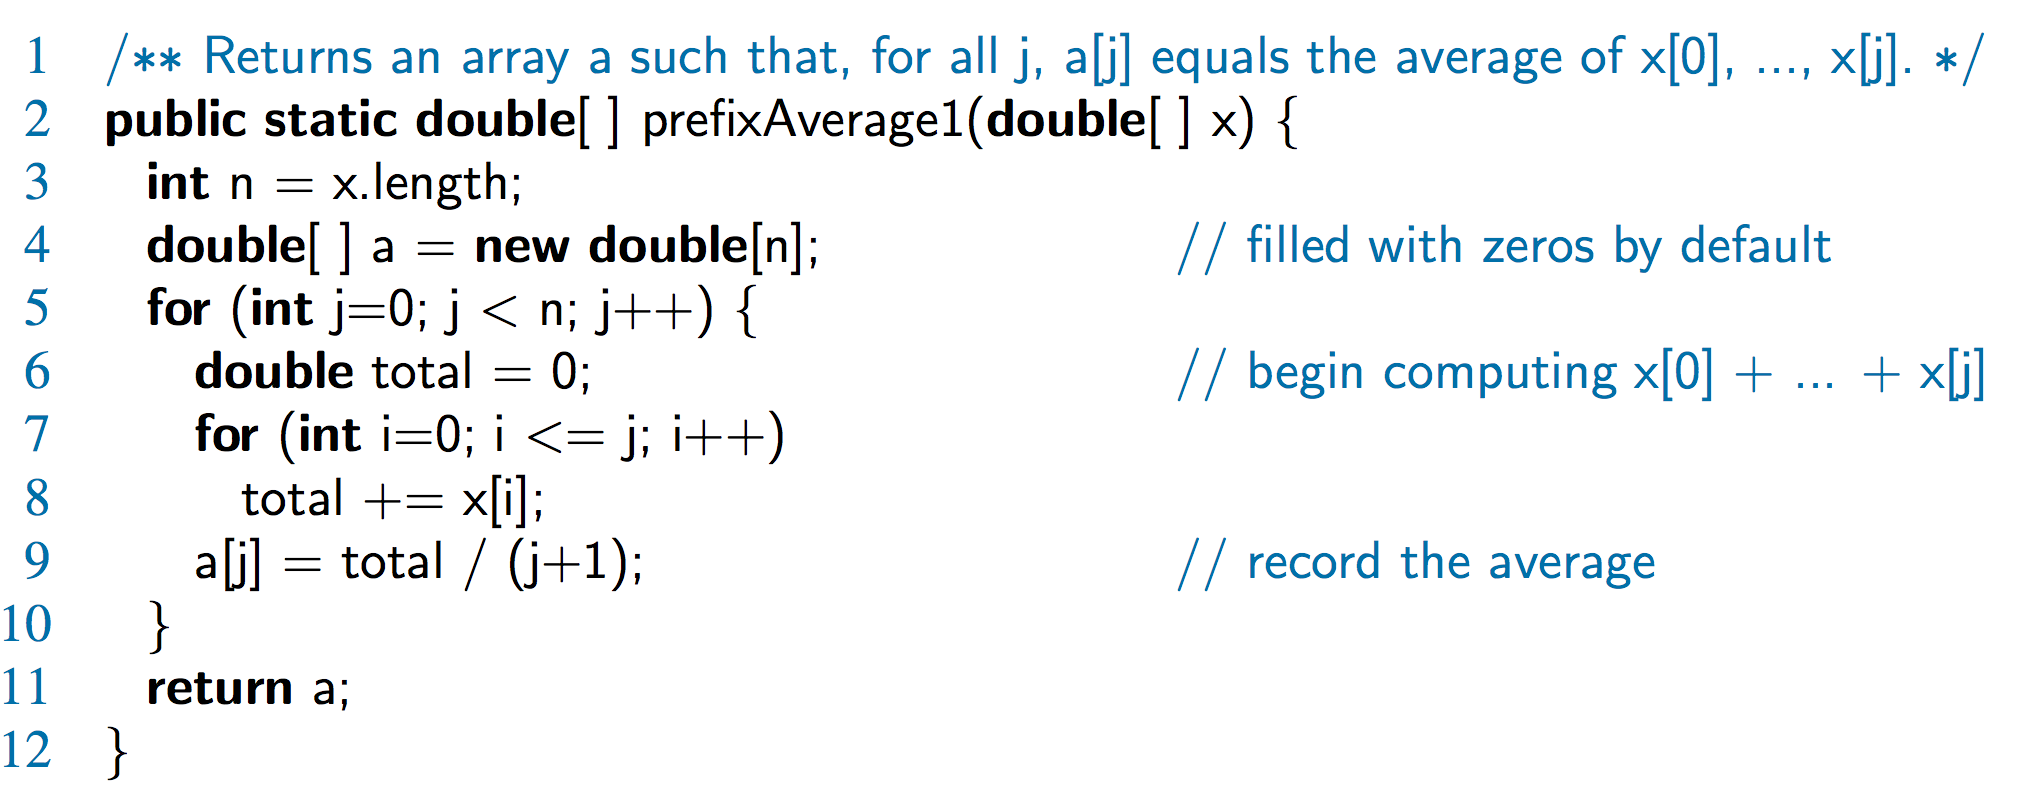 1 /** Returns an array a such that, for all j, a[j] equals the average of x[0], ..., x[j]. */
2 public static double[ ] prefixAverage1(double[ ] x) {
3 int n = x.length;
4 double[ ] a = new double[n]; // filled with zeros by default
5 for (int j=0; j < n; j++) {
6 double total = 0; // begin computing x[0] + ... + x[j]
7 for (int i=0; i <= j; i++)
8 total += x[i];
9 a[j] = total / (j+1); // record the average
10 }
11 return a;
12 }